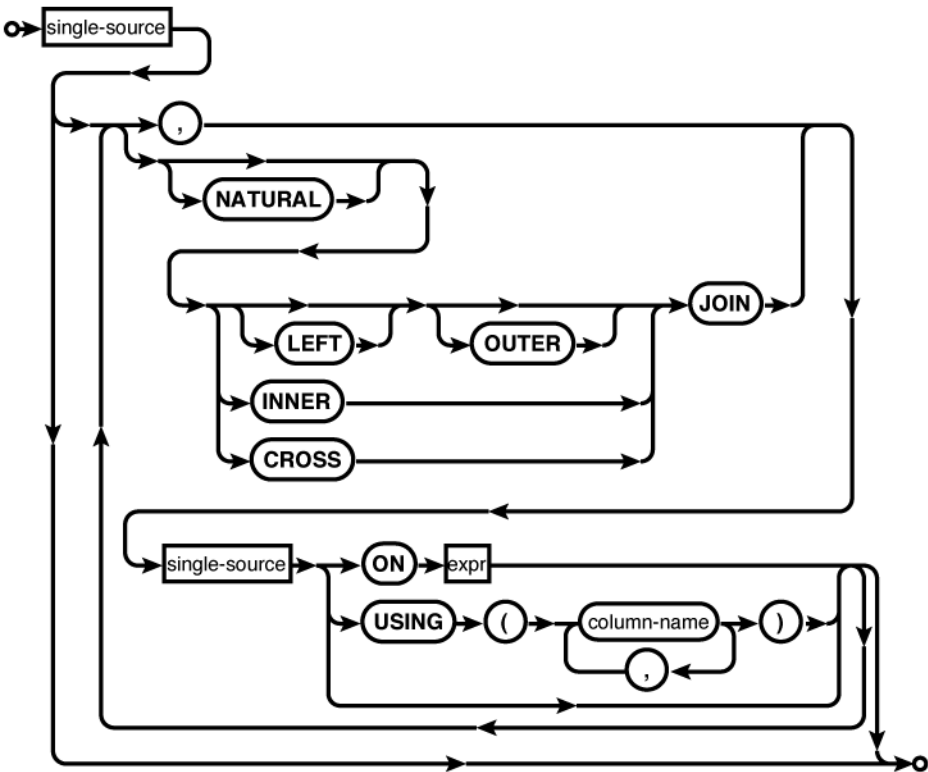 single-source
,
NATURAL
LEFT OUTER JOIN
INNER
CROSS
single-source ON expr
USING ( column-name )
,